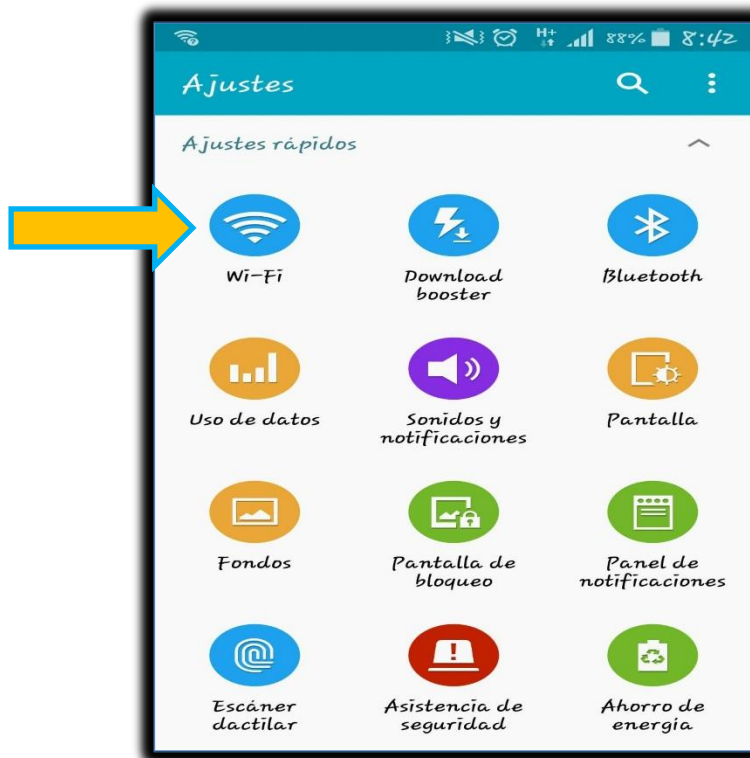 H+ 88% 8:42
Ajustes
Ajustes rápidos
Wi-Fi
Download
booster
Bluetooth
Uso de datos
Sonidos y
notificaciones
Pantalla
Fondos
Pantalla de
bloqueo
Panel de
notificaciones
Escáner
dactilar
Asistencia de
seguridad
Ahorro de
energía